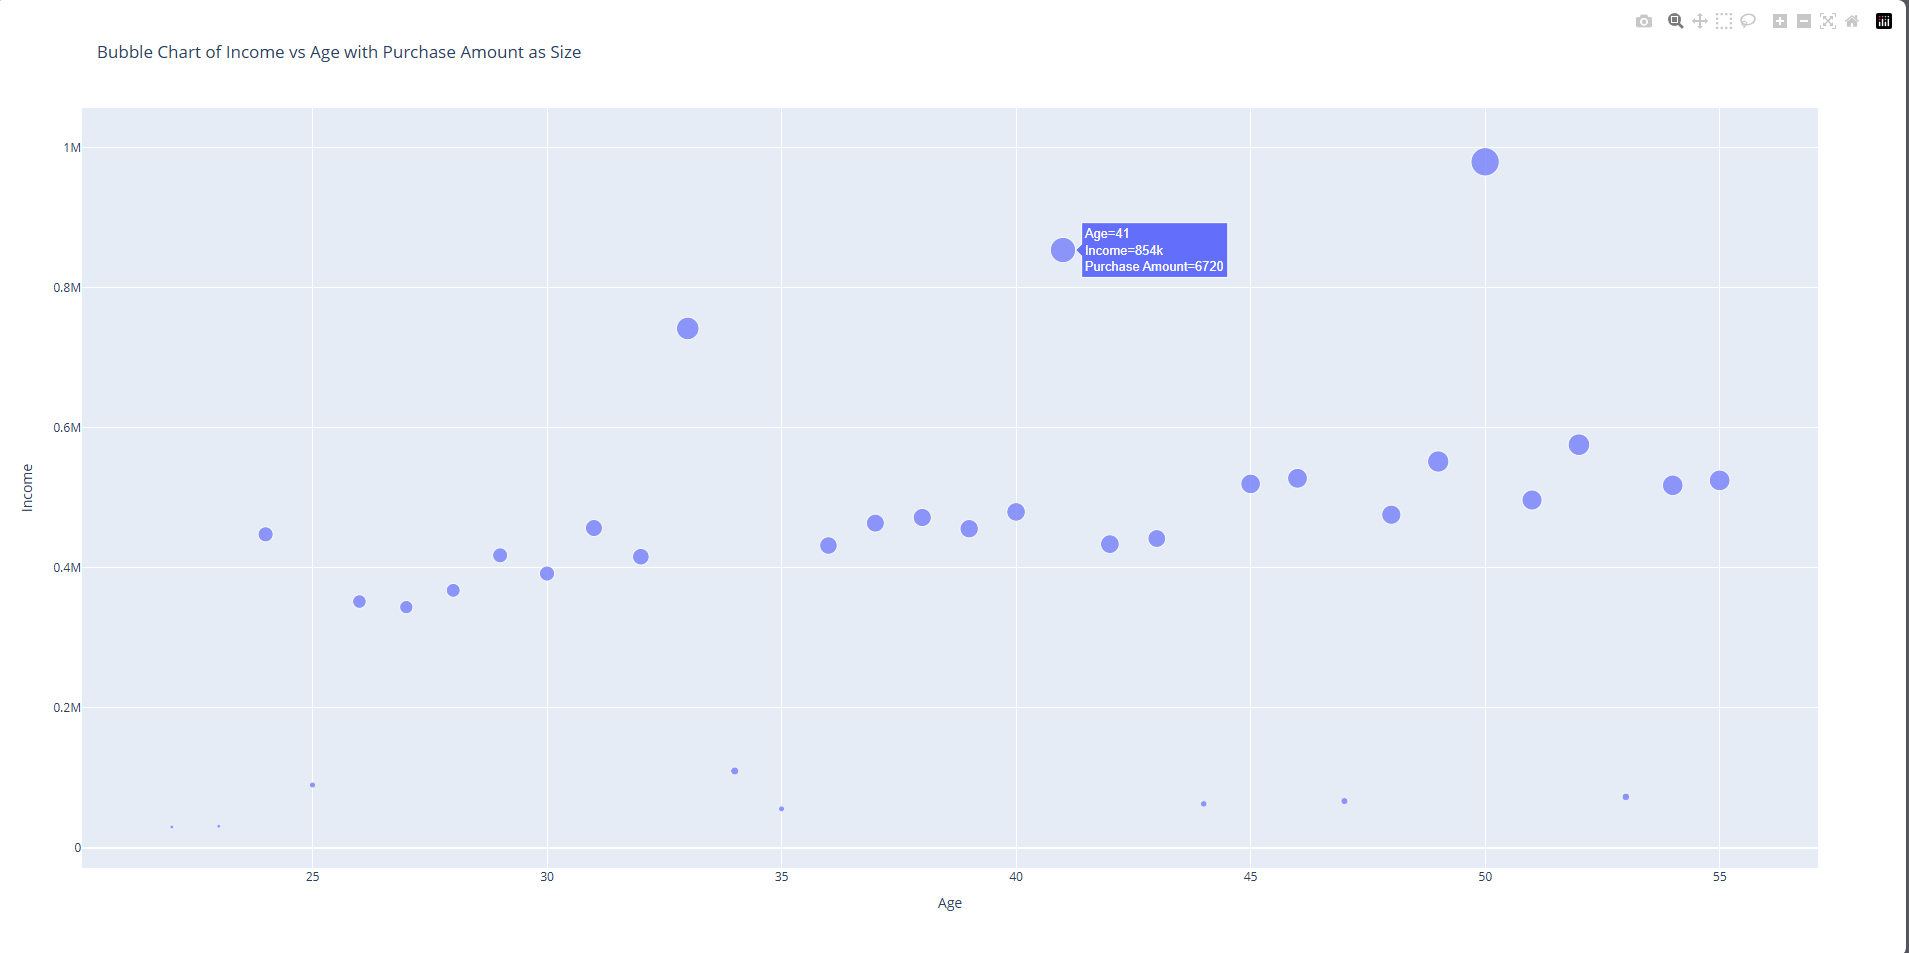 Bubble Chart of Income vs Age with Purchase Amount as Size
1M
0.8M
0.6M
0.4M
0.2M
0
Income
Age=41
Income=854k
Purchase Amount=6720
25
30
35
40
45
50
55
Age